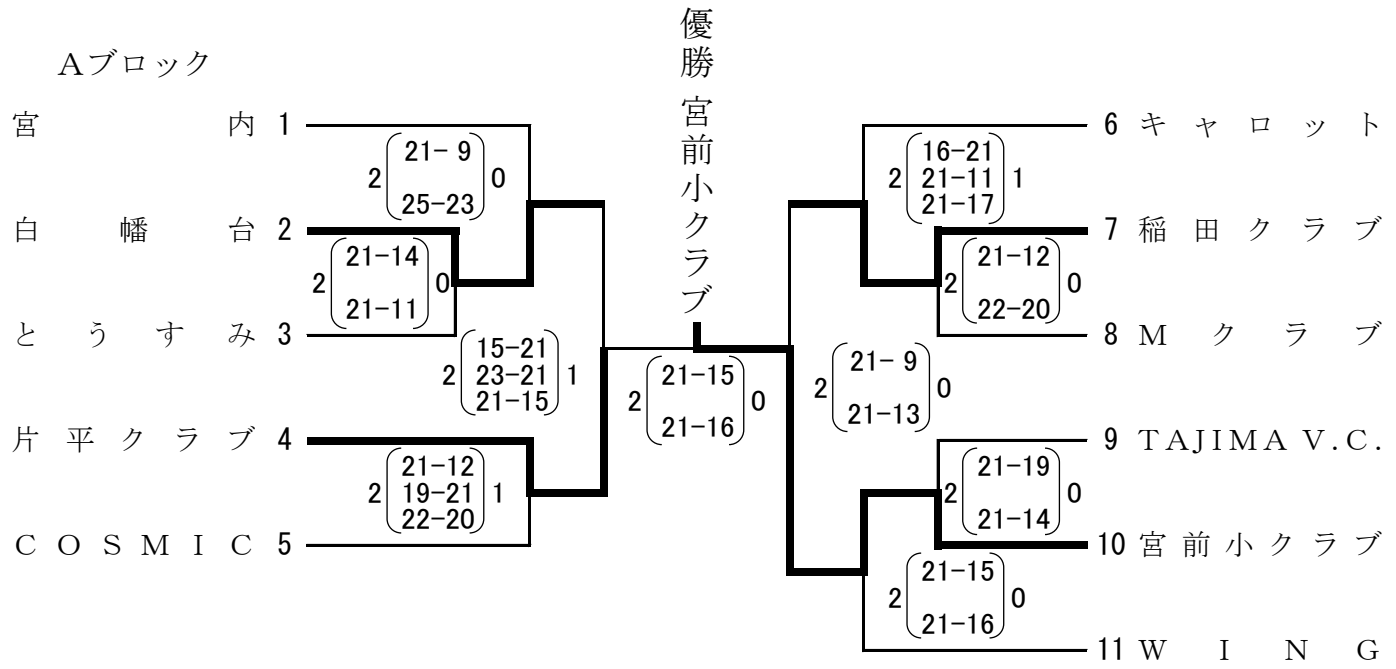 優勝 宮前小クラブ
Aブロック
宮内 1
2 21-9 0
25-23
白幡台 2
2 21-14 0
21-11
とうすみ 3
15-21
2 23-21 1
21-15
片平クラブ 4
21-12
2 19-21 1
22-20
COSMIC 5
2 21-15 0
21-16
6 キャロット
16-21
2 21-11 1
21-17
7 稲田クラブ
2 21-12 0
22-20
8 Mクラブ
2 21-9 0
21-13
9 TAJIMA V.C.
2 21-19 0
21-14
10 宮前小クラブ
2 21-15 0
21-16
11 WING